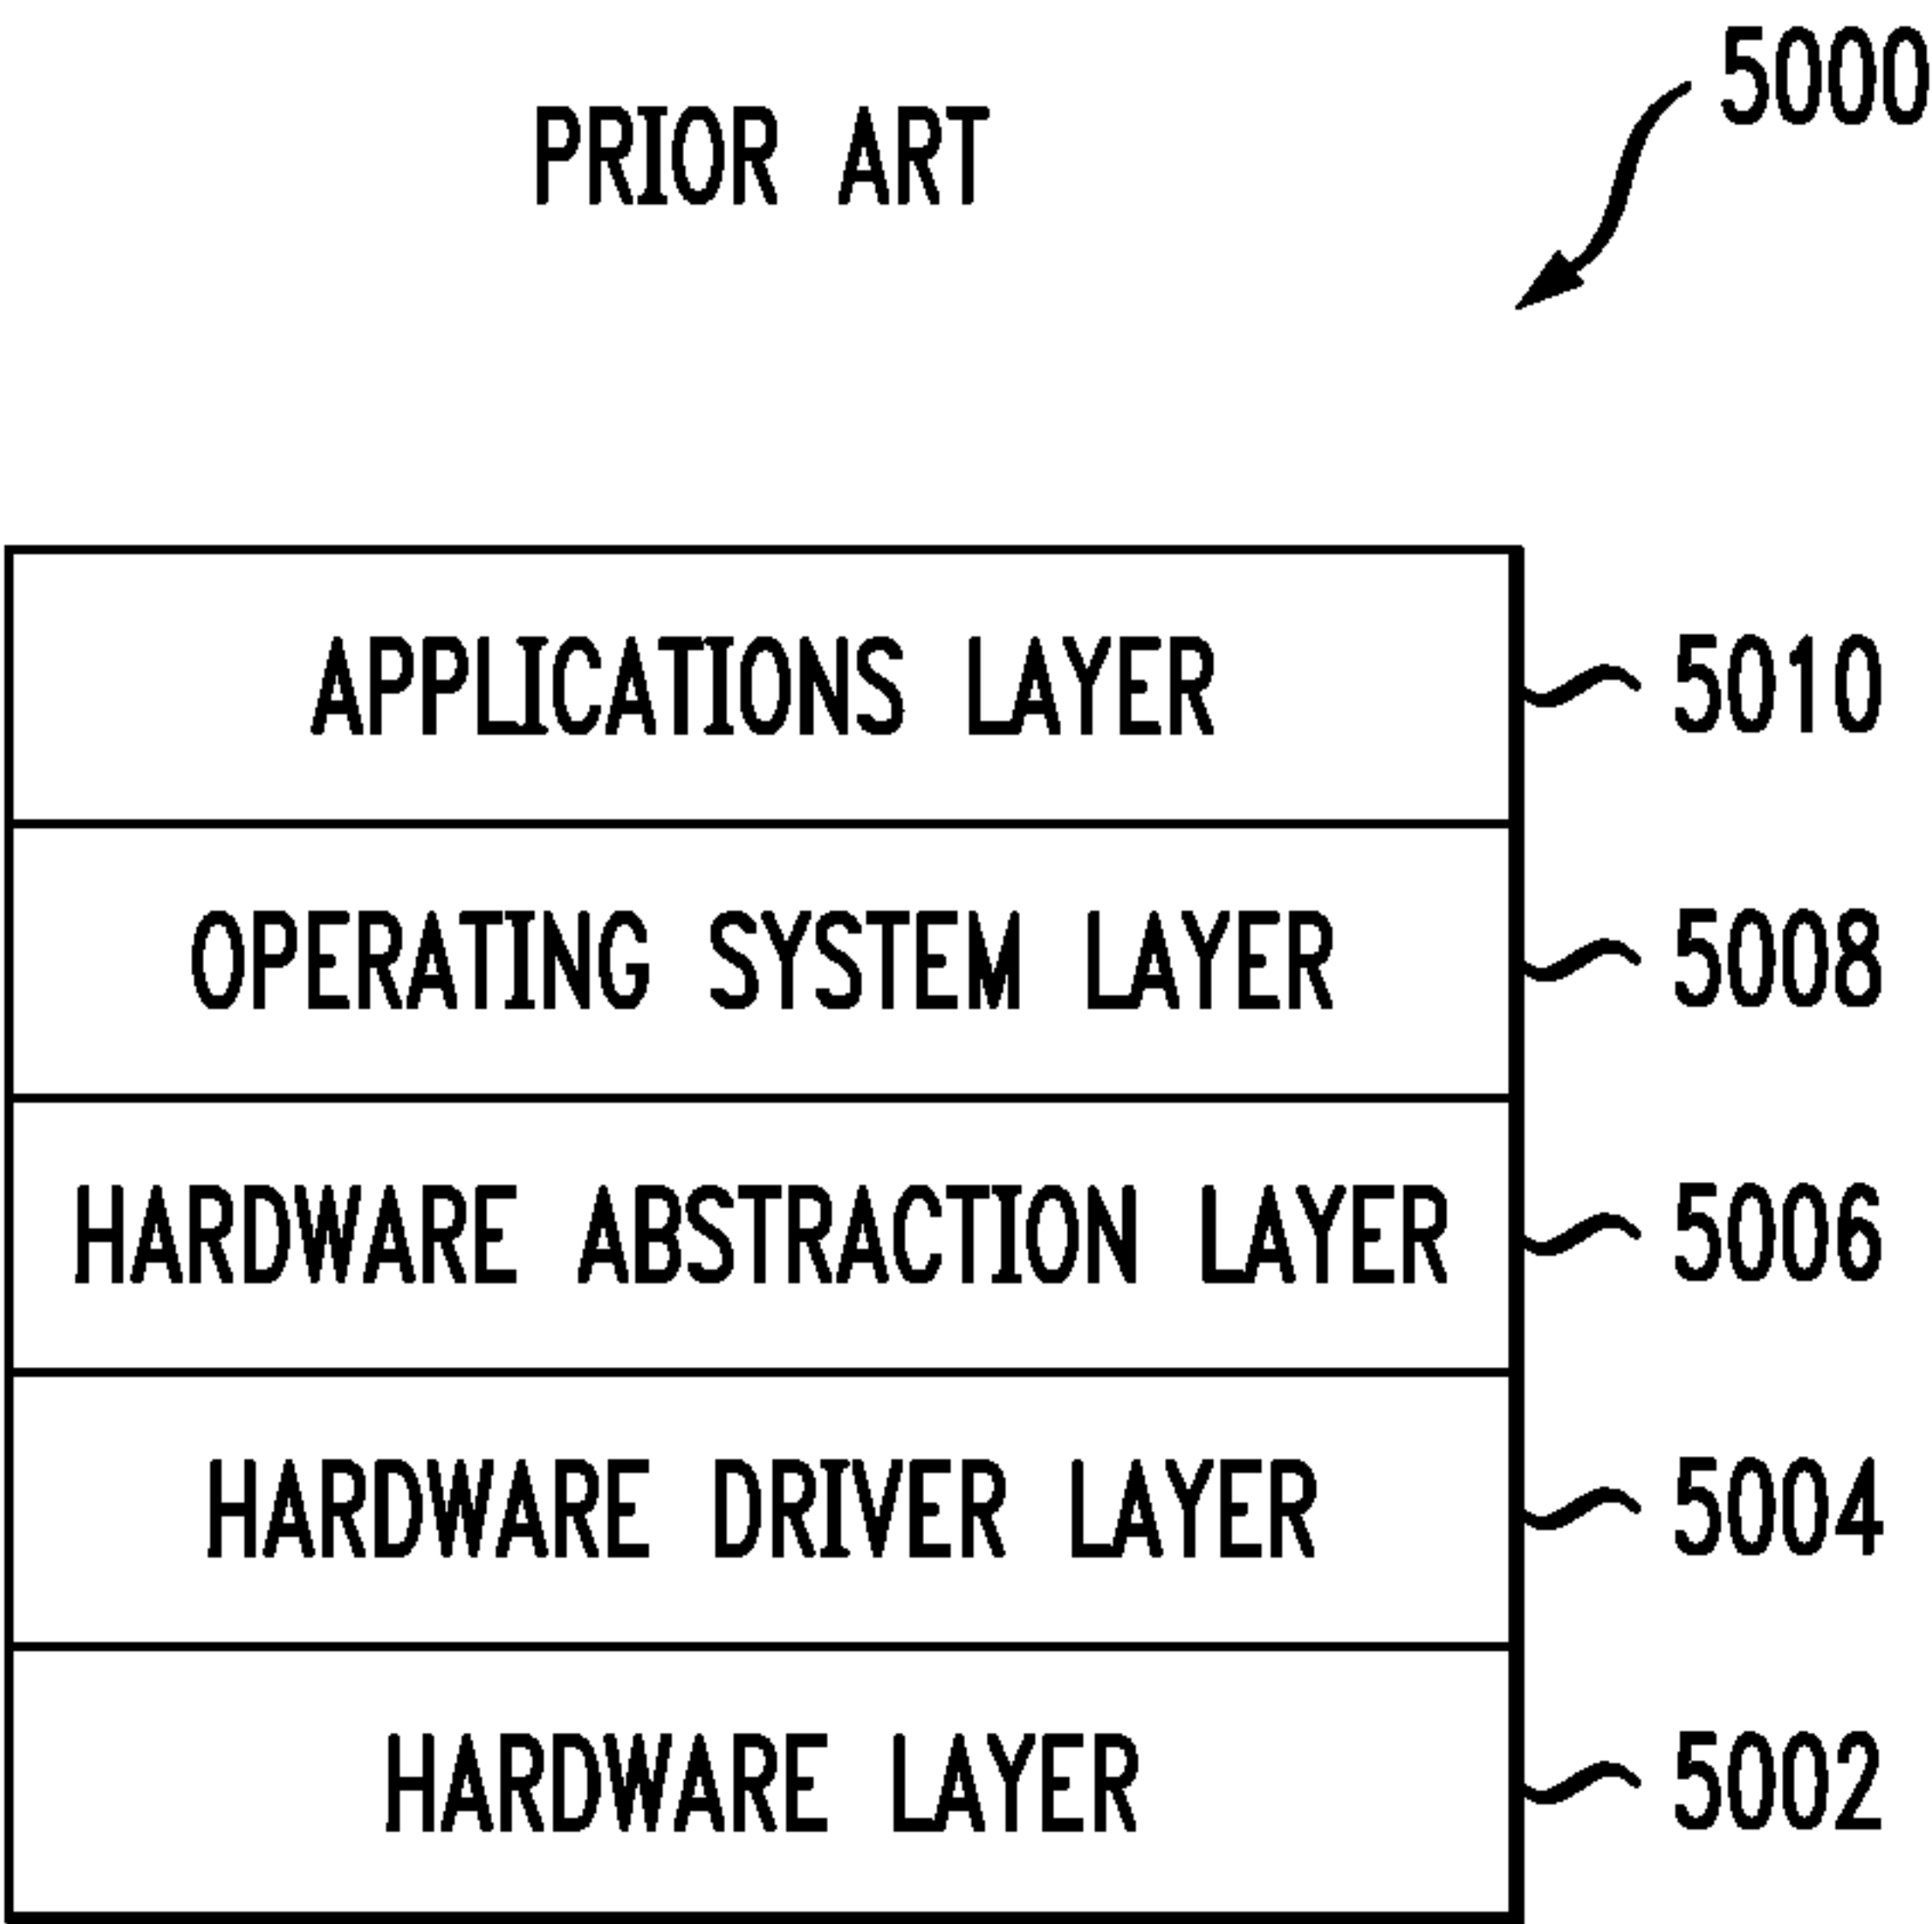 5000
PRIOR ART
APPLICATIONS LAYER 5010
OPERATING SYSTEM LAYER 5008
HARDWARE ABSTRACTION LAYER 5006
HARDWARE DRIVER LAYER 5004
HARDWARE LAYER 5002